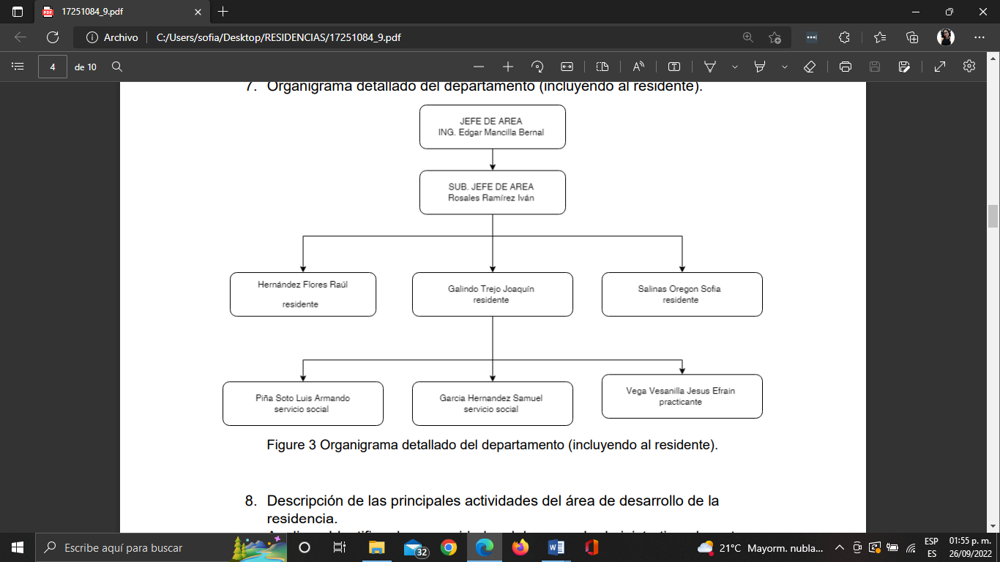 17251084_9.pdf
Archivo
C:/Users/sofia/Desktop/RESIDENCIAS/17251084_9.pdf
4
de 10
7. Organigrama detallado del departamento (incluyendo al residente).
JEFE DE AREA
ING. Edgar Mancilla Bernal
SUB. JEFE DE AREA
Rosales Ramírez Iván
Hernández Flores Raúl
residente
Galindo Trejo Joaquín
residente
Salinas Oregon Sofia
residente
Piña Soto Luis Armando
servicio social
Garcia Hernandez Samuel
servicio social
Vega Vesanilla Jesus Efrain
practicante
Figure 3 Organigrama detallado del departamento (incluyendo al residente).
8. Descripción de las principales actividades del área de desarrollo de la
residencia.
Escribe aquí para buscar
32
21°C Mayorm. nubla...
ESP
ES
01:55 p. m.
26/09/2022